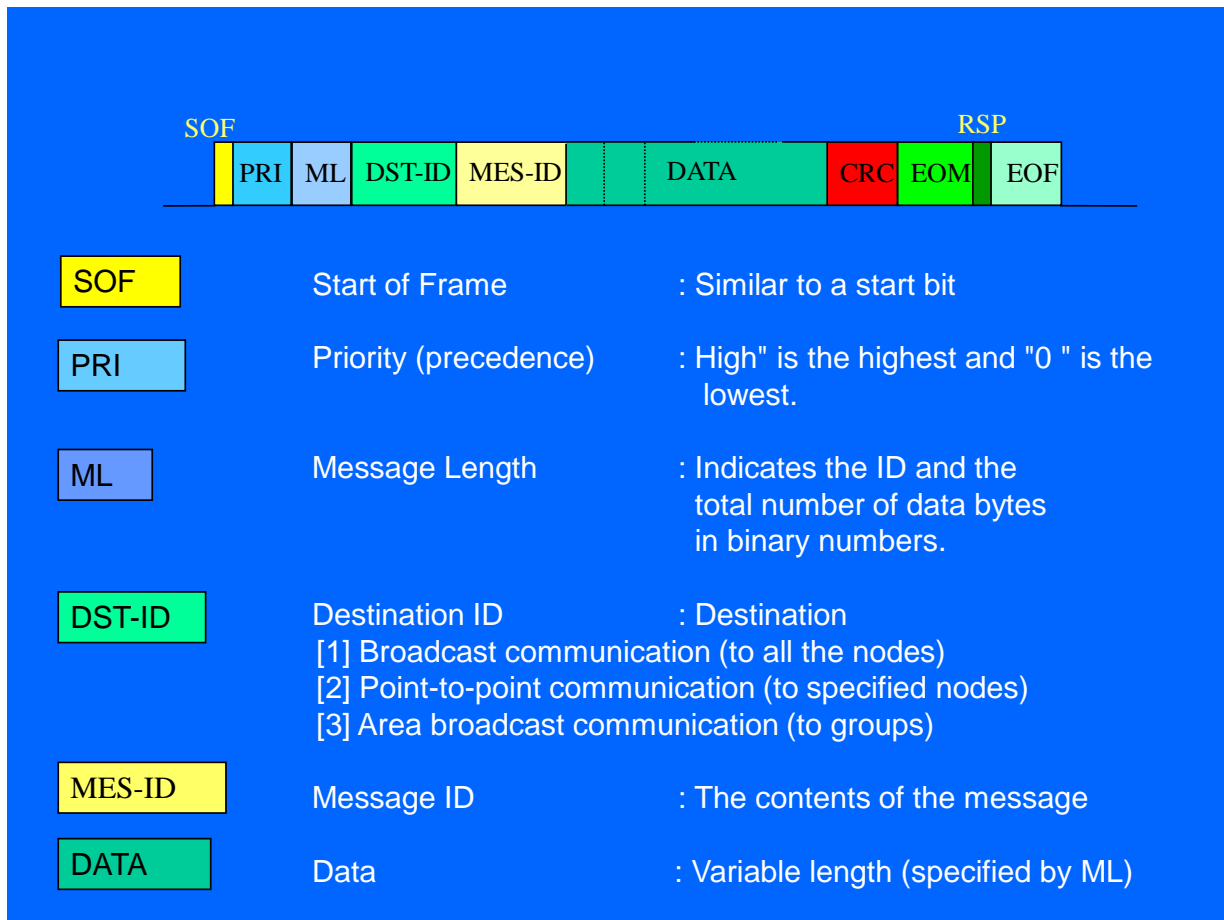 SOF RSP
PRI ML DST-ID MES-ID DATA CRC EOM EOF
SOF Start of Frame : Similar to a start bit
PRI Priority (precedence) : High" is the highest and "0 " is the
lowest.
ML Message Length : Indicates the ID and the
total number of data bytes
in binary numbers.
DST-ID Destination ID : Destination
[1] Broadcast communication (to all the nodes)
[2] Point-to-point communication (to specified nodes)
[3] Area broadcast communication (to groups)
MES-ID Message ID : The contents of the message
DATA Data : Variable length (specified by ML)